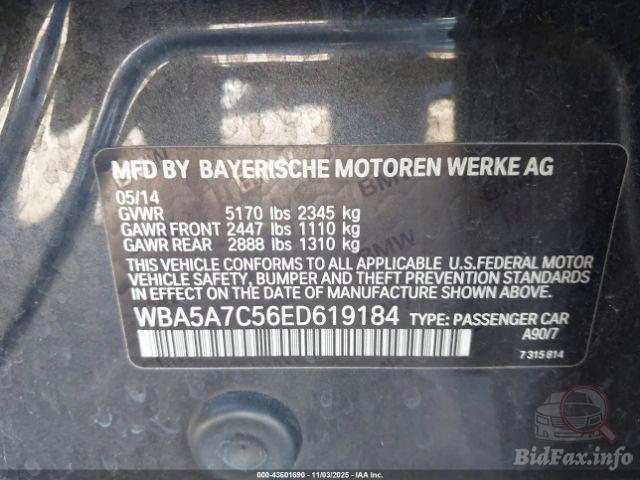 MFD BY BAYERISCHE MOTOREN WERKE AG
05/14
GVWR 5170 lbs 2345 kg
GAWR FRONT 2447 lbs 1110 kg
GAWR REAR 2888 lbs 1310 kg
THIS VEHICLE CONFORMS TO ALL APPLICABLE U.S.FEDERAL MOTOR
VEHICLE SAFETY, BUMPER AND THEFT PREVENTION STANDARDS
IN EFFECT ON THE DATE OF MANUFACTURE SHOWN ABOVE.
WBA5A7C56ED619184 TYPE: PASSENGER CAR
A90/7
7 315 814
BidFax.info
000-43601690 - 11/03/2025 - IAA Inc.